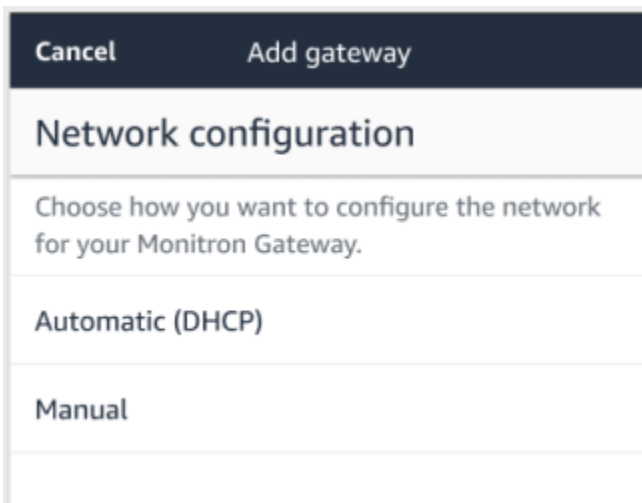 Cancel Add gateway
Network configuration
Choose how you want to configure the network
for your Monitron Gateway.
Automatic (DHCP)
Manual